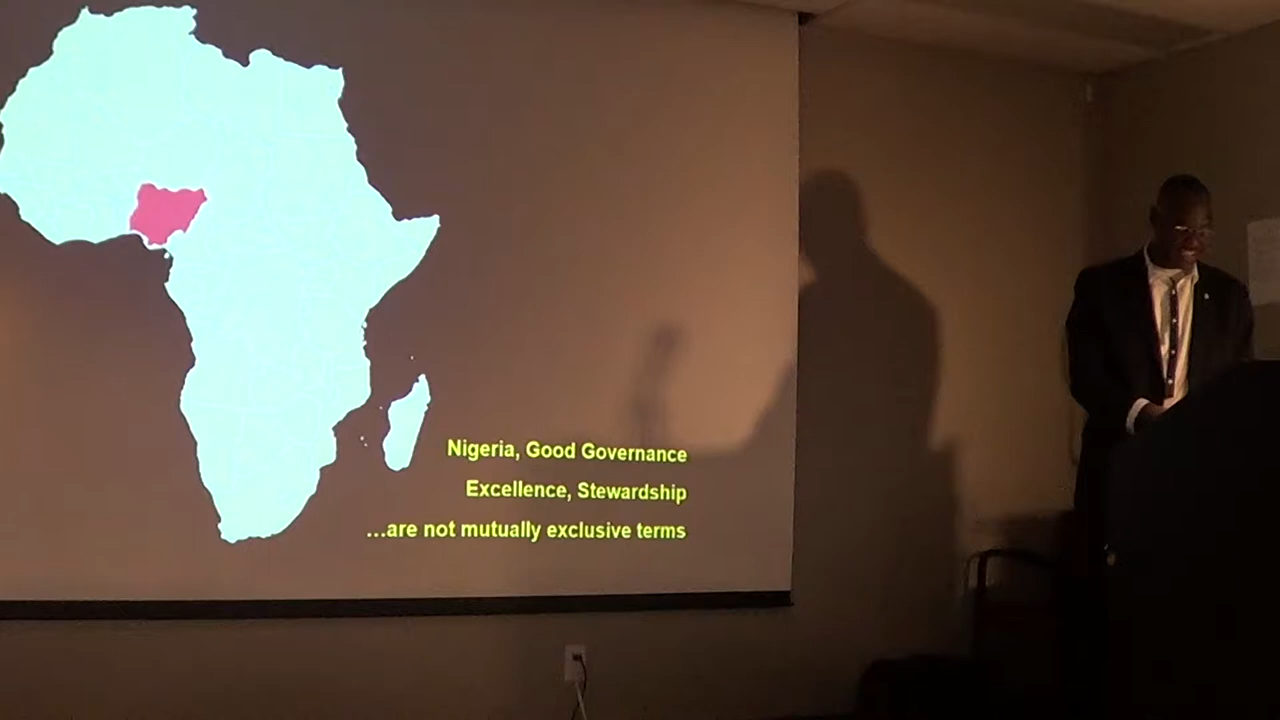 Nigeria, Good Governance
Excellence, Stewardship
...are not mutually exclusive terms